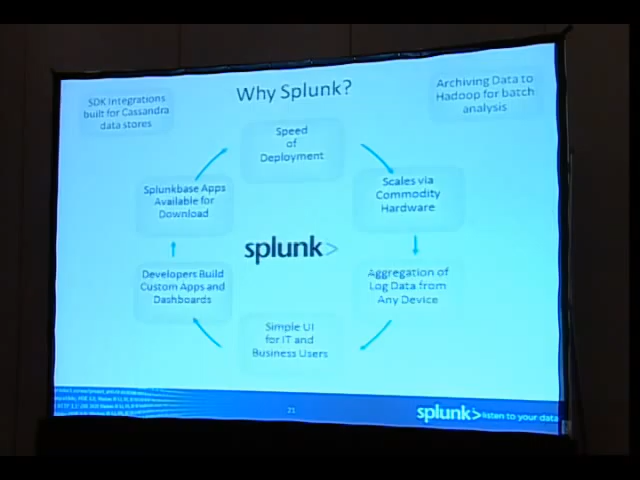 Why Splunk?
SDK Integrations
built for Cassandra
data stores
Archiving Data to
Hadoop for batch
analysis
Speed
of
Deployment
Scales via
Commodity
Hardware
Aggregation of
Log Data from
Any Device
Simple UI
for IT and
Business Users
Developers Build
Custom Apps and
Dashboards
Splunkbase Apps
Available for
Download
splunk>
21
splunk> listen to your data